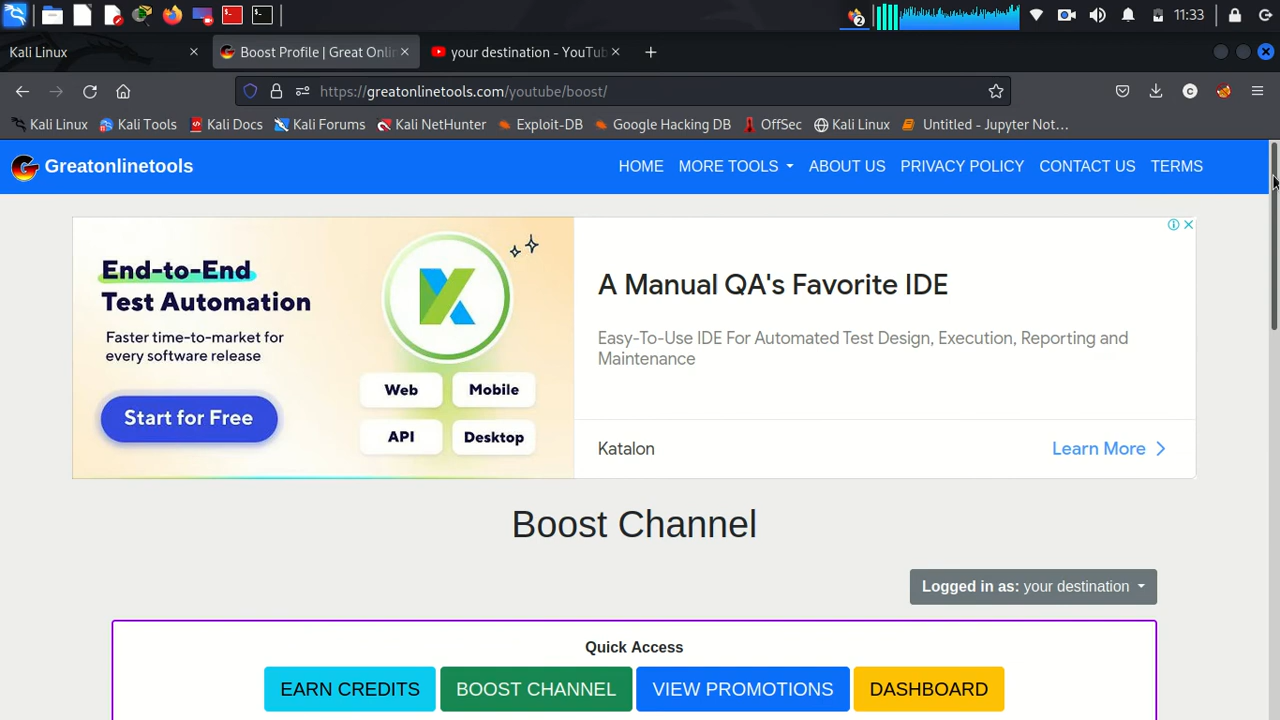 11:33
2
Kali Linux
Boost Profile | Great Onli
your destination - YouTub
https://greatonlinetools.com/youtube/boost/
C
Kali Linux
Kali Tools
Kali Docs
Kali Forums
Kali NetHunter
Exploit-DB
Google Hacking DB
OffSec
Kali Linux
Untitled - Jupyter Not…
Greatonlinetools
HOME
MORE TOOLS
ABOUT US
PRIVACY POLICY
CONTACT US
TERMS
End-to-End
Test Automation
Faster time-to-market for
every software release
Start for Free
Web
Mobile
API
Desktop
A Manual QA's Favorite IDE
Easy-To-Use IDE For Automated Test Design, Execution, Reporting and
Maintenance
Katalon
Learn More
Boost Channel
Logged in as: your destination
Quick Access
EARN CREDITS
BOOST CHANNEL
VIEW PROMOTIONS
DASHBOARD